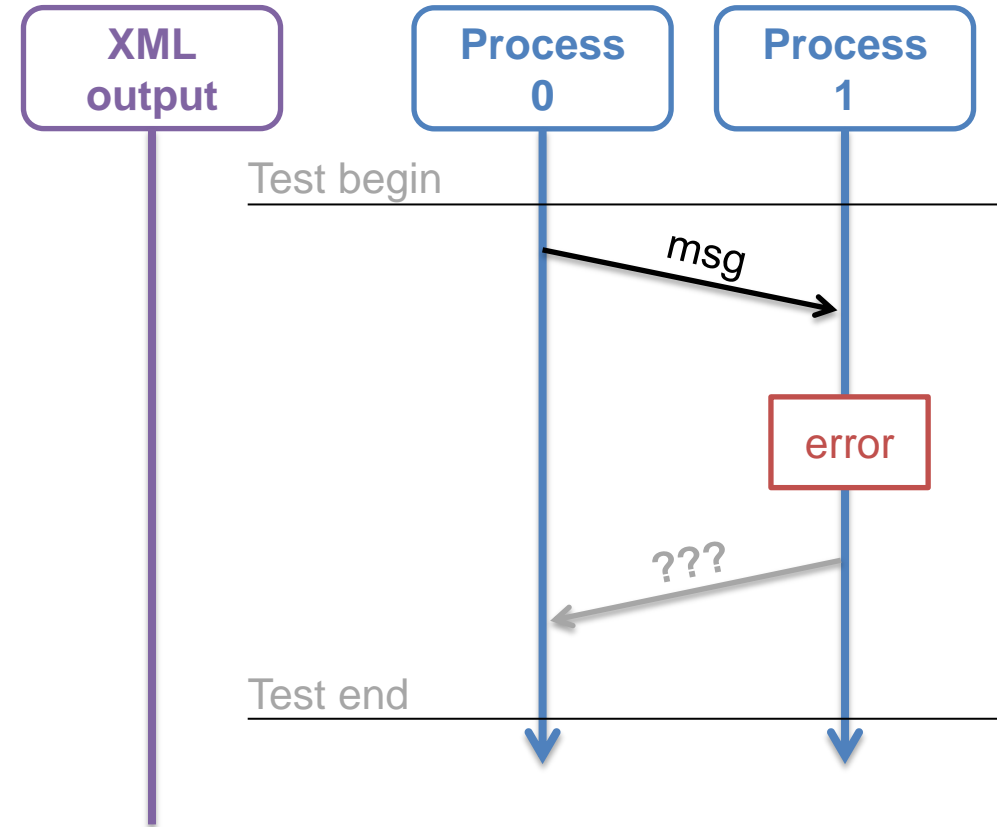 XML
output
Process
0
Process
1
Test begin
msg
error
???
Test end